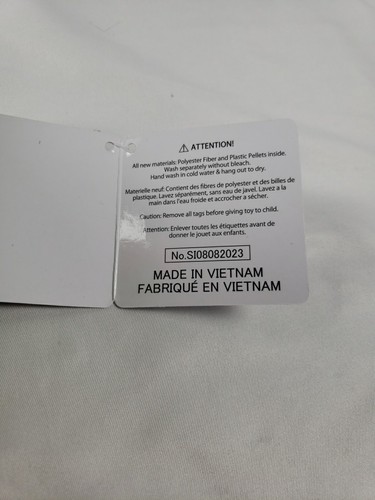 ⚠ ATTENTION!
All new materials: Polyester Fiber and Plastic Pellets inside.
Wash separately without bleach.
Hand wash in cold water & hang out to dry.
Materielle neuf: Contient des fibres de polyester et des billes de
plastique. Lavez séparément, sans eau de javel. Lavez a la
main dans l'eau froide et accrocher a sécher.
Caution: Remove all tags before giving toy to child.
Attention: Enlever toutes les étiquettes avant de
donner le jouet aux enfants.
No.SI08082023
MADE IN VIETNAM
FABRIQUÉ EN VIETNAM